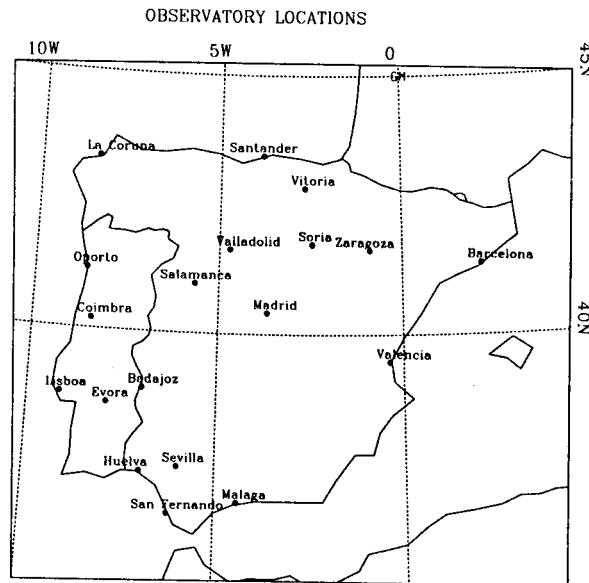 OBSERVATORY LOCATIONS
10W 5W 0 45N
GM
La Coruna
Santander
Vitoria
Valladolid
Soria
Zaragoza
Oporto
Barcelona
Salamanca
Coimbra
Madrid
40N
Valencia
Lisboa
Badajoz
Evora
Huelva
Sevilla
San Fernando
Malaga